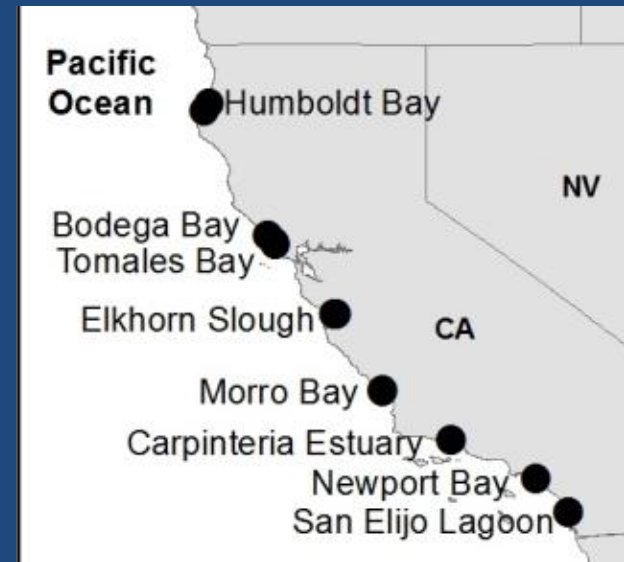 Pacific
Ocean
Humboldt Bay
NV
Bodega Bay
Tomales Bay
Elkhorn Slough
CA
Morro Bay
Carpinteria Estuary
Newport Bay
San Elijo Lagoon